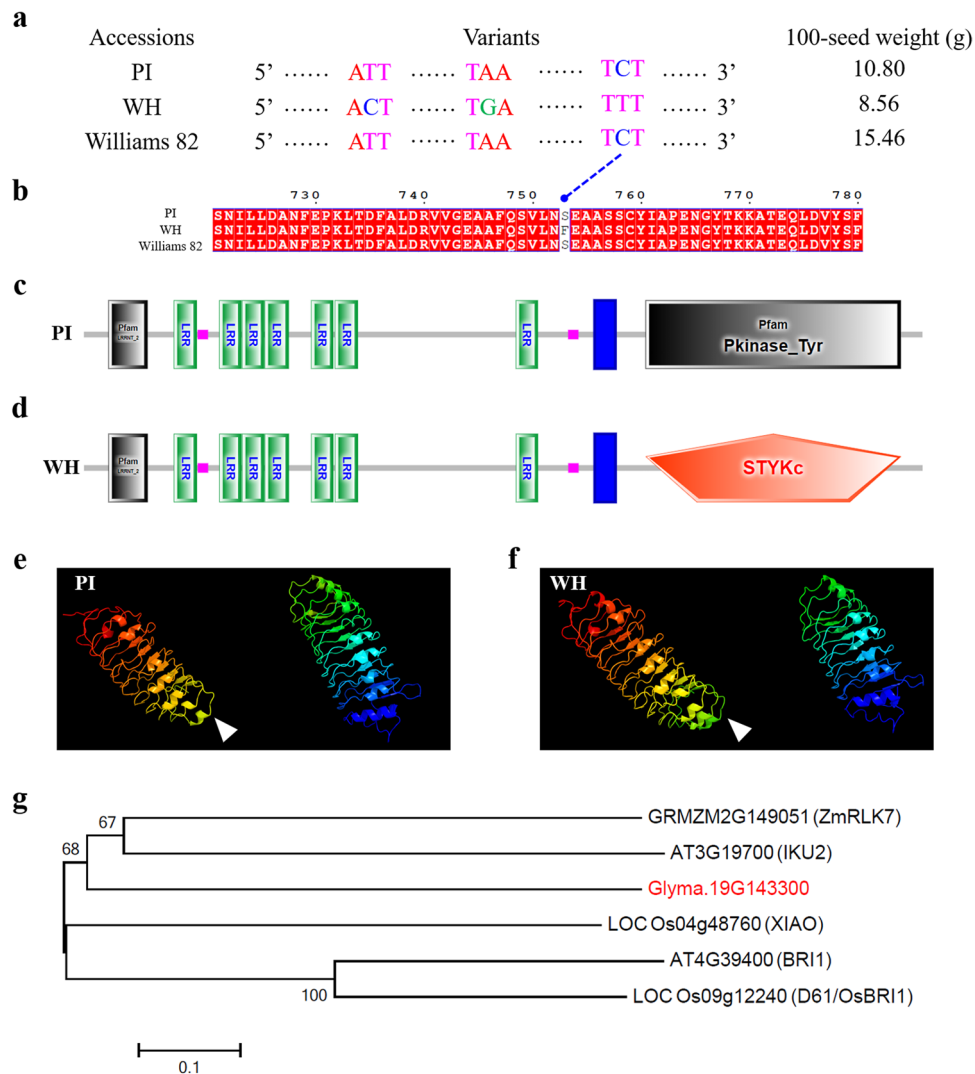 a
Accessions Variants 100-seed weight (g)
PI 5’ …… ATT …… TAA …… TCT …… 3’ 10.80
WH 5’ …… ACT …… TGA …… TTT …… 3’ 8.56
Williams 82 5’ …… ATT …… TAA …… TCT …… 3’ 15.46
b
730 740 750 760 770 780
PI SNILLDANFEPKLTDFALDRVVGEAAFQSVLNSEAASSCYIAPENGYTKKATEQLDVYSF
WH SNILLDANFEPKLTDFALDRVVGEAAFQSVLNFEAASSCYIAPENGYTKKATEQLDVYSF
Williams 82 SNILLDANFEPKLTDFALDRVVGEAAFQSVLNSEAASSCYIAPENGYTKKATEQLDVYSF
c
PI Pfam LRRNT_2 LRR LRR LRR LRR LRR LRR LRR Pfam Pkinase_Tyr
d
WH Pfam LRRNT_2 LRR LRR LRR LRR LRR LRR LRR STYKc
e f
PI WH
g
67 GRMZM2G149051 (ZmRLK7)
68 AT3G19700 (IKU2)
Glyma.19G143300
LOC Os04g48760 (XIAO)
AT4G39400 (BRI1)
100 LOC Os09g12240 (D61/OsBRI1)
0.1